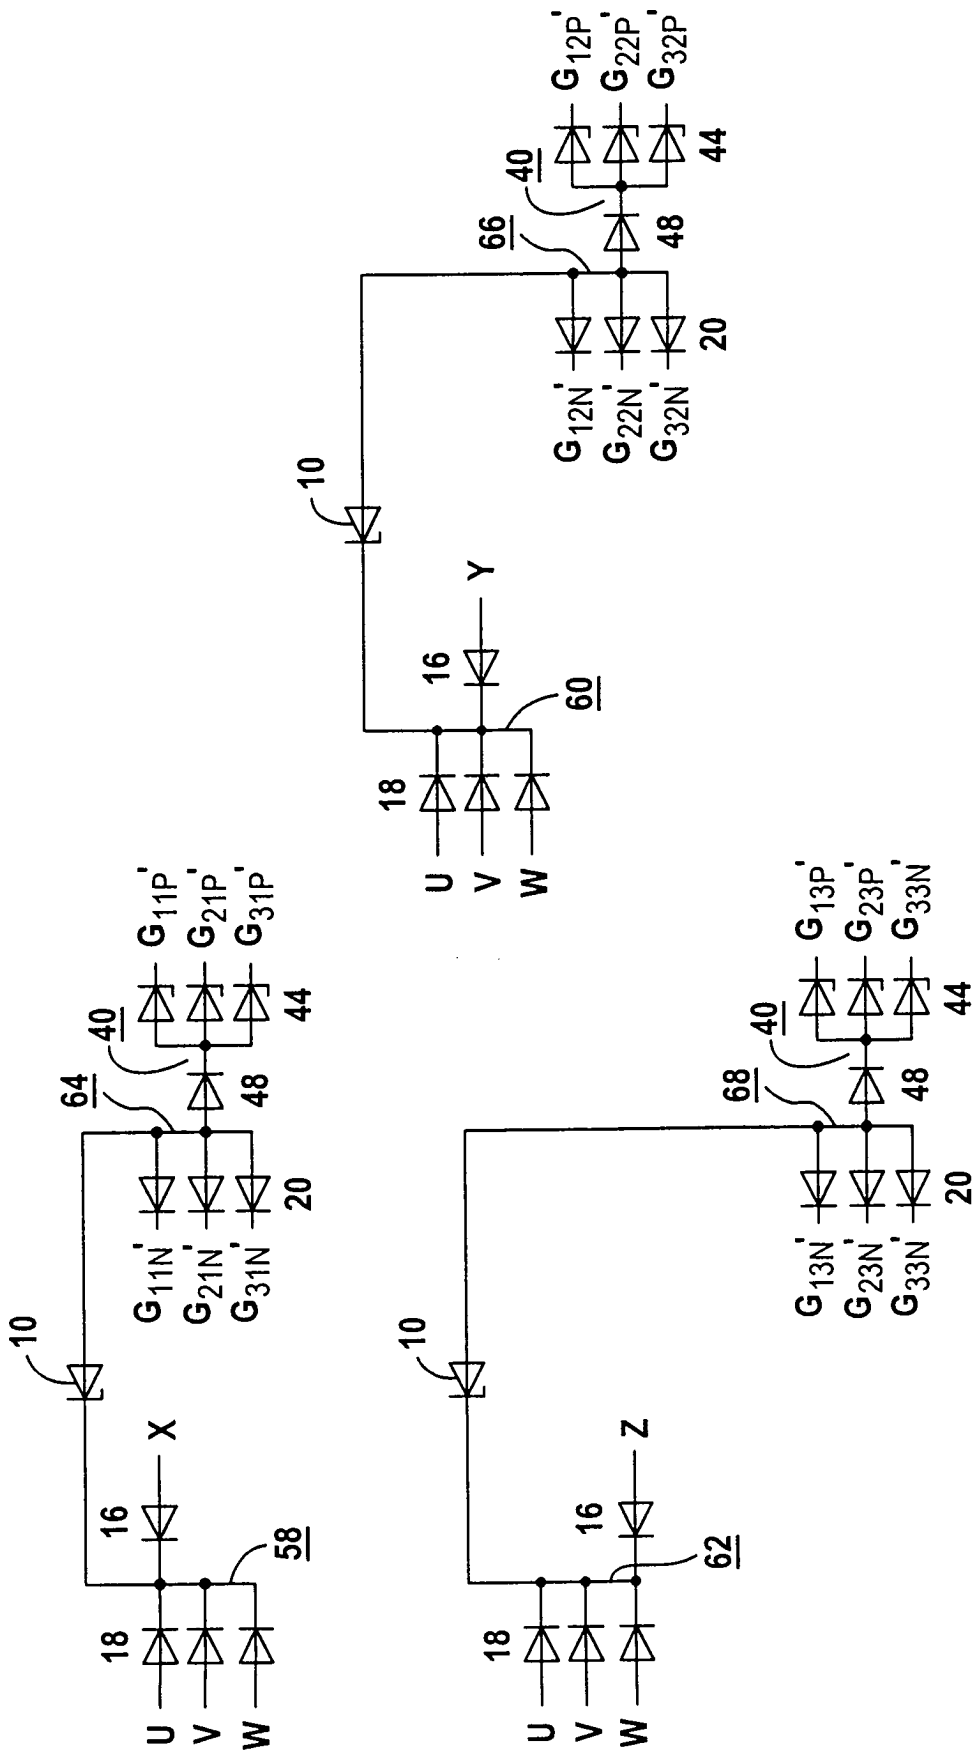 10
64
40
G11P'
G21P'
G31P'
44
48
20
G11N'
G21N'
G31N'
18
16
X
58
U
V
W
10
66
40
G12P'
G22P'
G32P'
44
48
20
G12N'
G22N'
G32N'
18
16
Y
60
U
V
W
10
68
40
G13P'
G23P'
G33N'
44
48
20
G13N'
G23N'
G33N'
18
16
Z
62
U
V
W